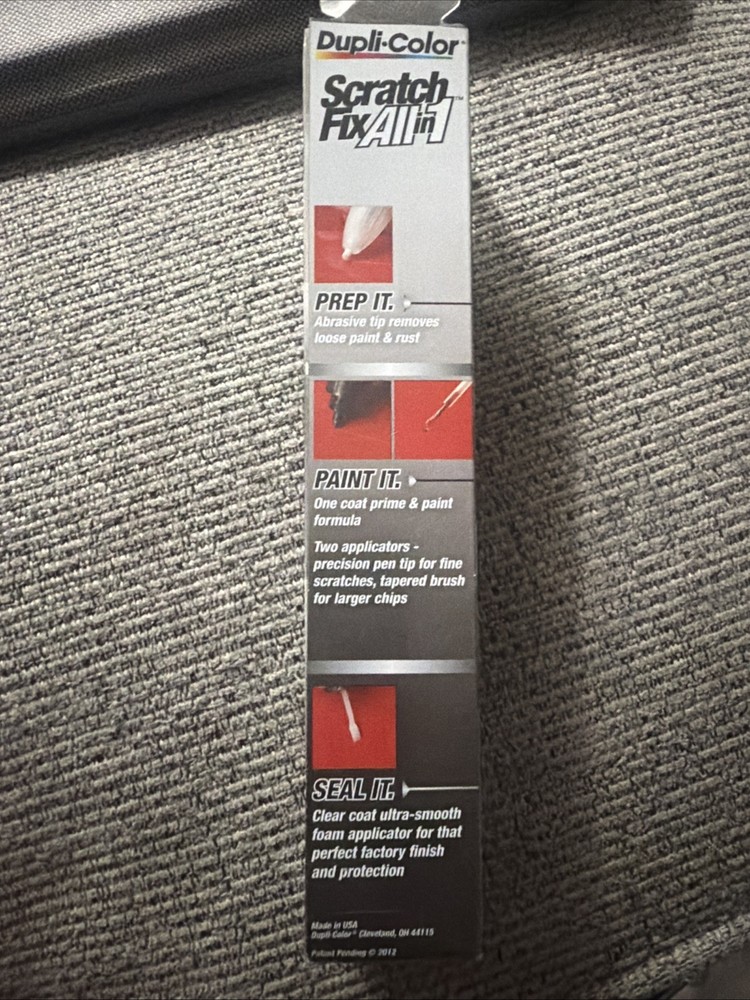 Dupli-Color
Scratch
Fix All in 1™
PREP IT.
Abrasive tip removes
loose paint & rust
PAINT IT.
One coat prime & paint
formula
Two applicators -
precision pen tip for fine
scratches, tapered brush
for larger chips
SEAL IT.
Clear coat ultra-smooth
foam applicator for that
perfect factory finish
and protection
Made in USA
Dupli-Color® Cleveland, OH 44115
Patent Pending © 2012